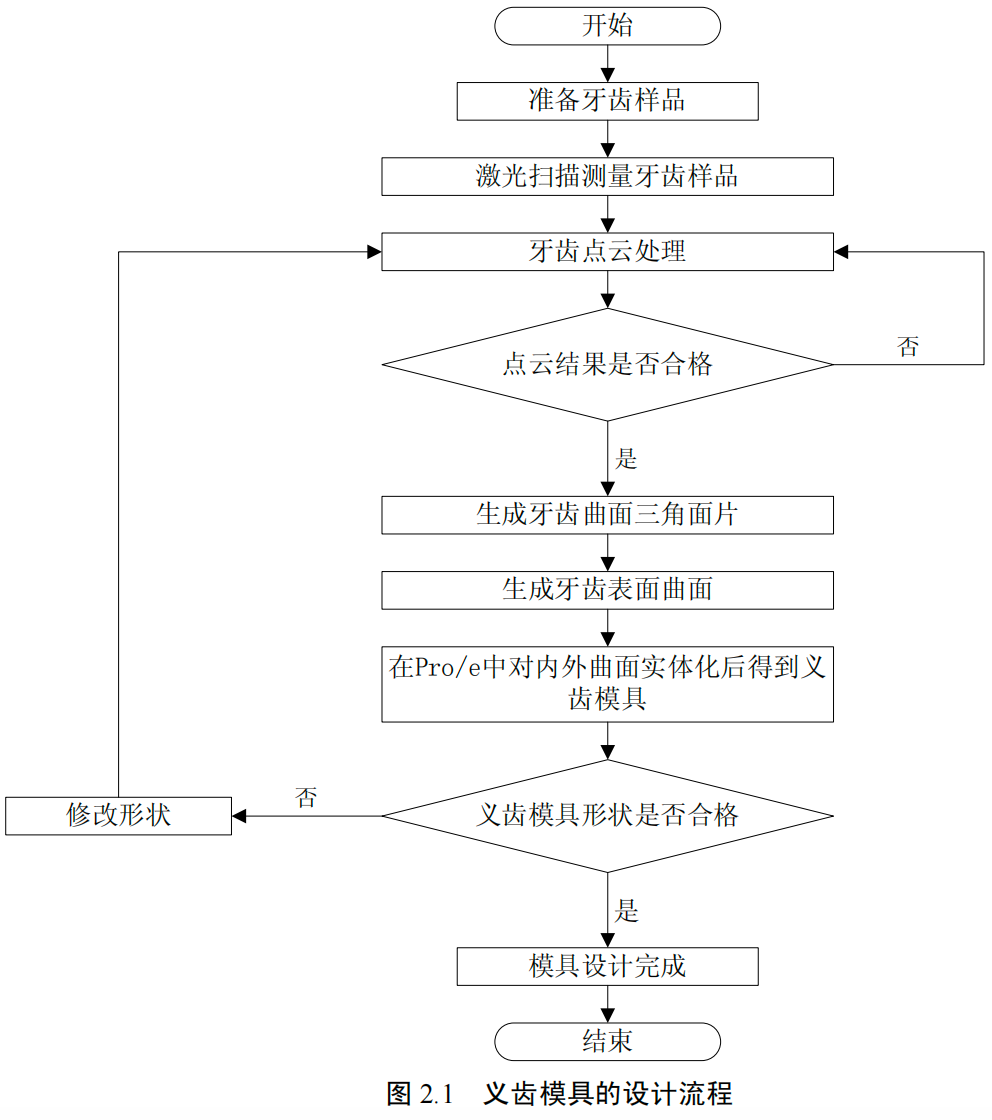 开始
准备牙齿样品
激光扫描测量牙齿样品
牙齿点云处理
点云结果是否合格
否
是
生成牙齿曲面三角面片
生成牙齿表面曲面
在Pro/e中对内外曲面实体化后得到义
齿模具
义齿模具形状是否合格
否
修改形状
是
模具设计完成
结束
图 2.1 义齿模具的设计流程